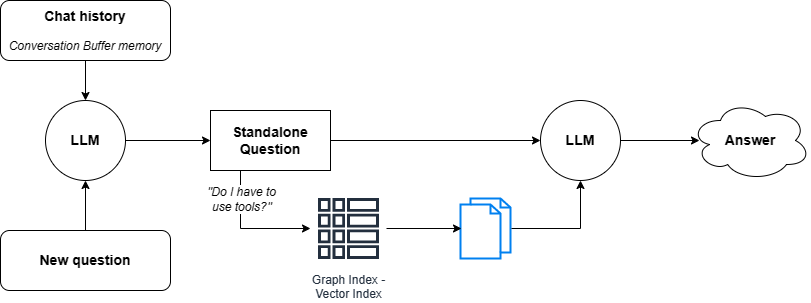 Chat history
Conversation Buffer memory
LLM
Standalone
Question
LLM
Answer
"Do I have to
use tools?"
New question
Graph Index -
Vector Index